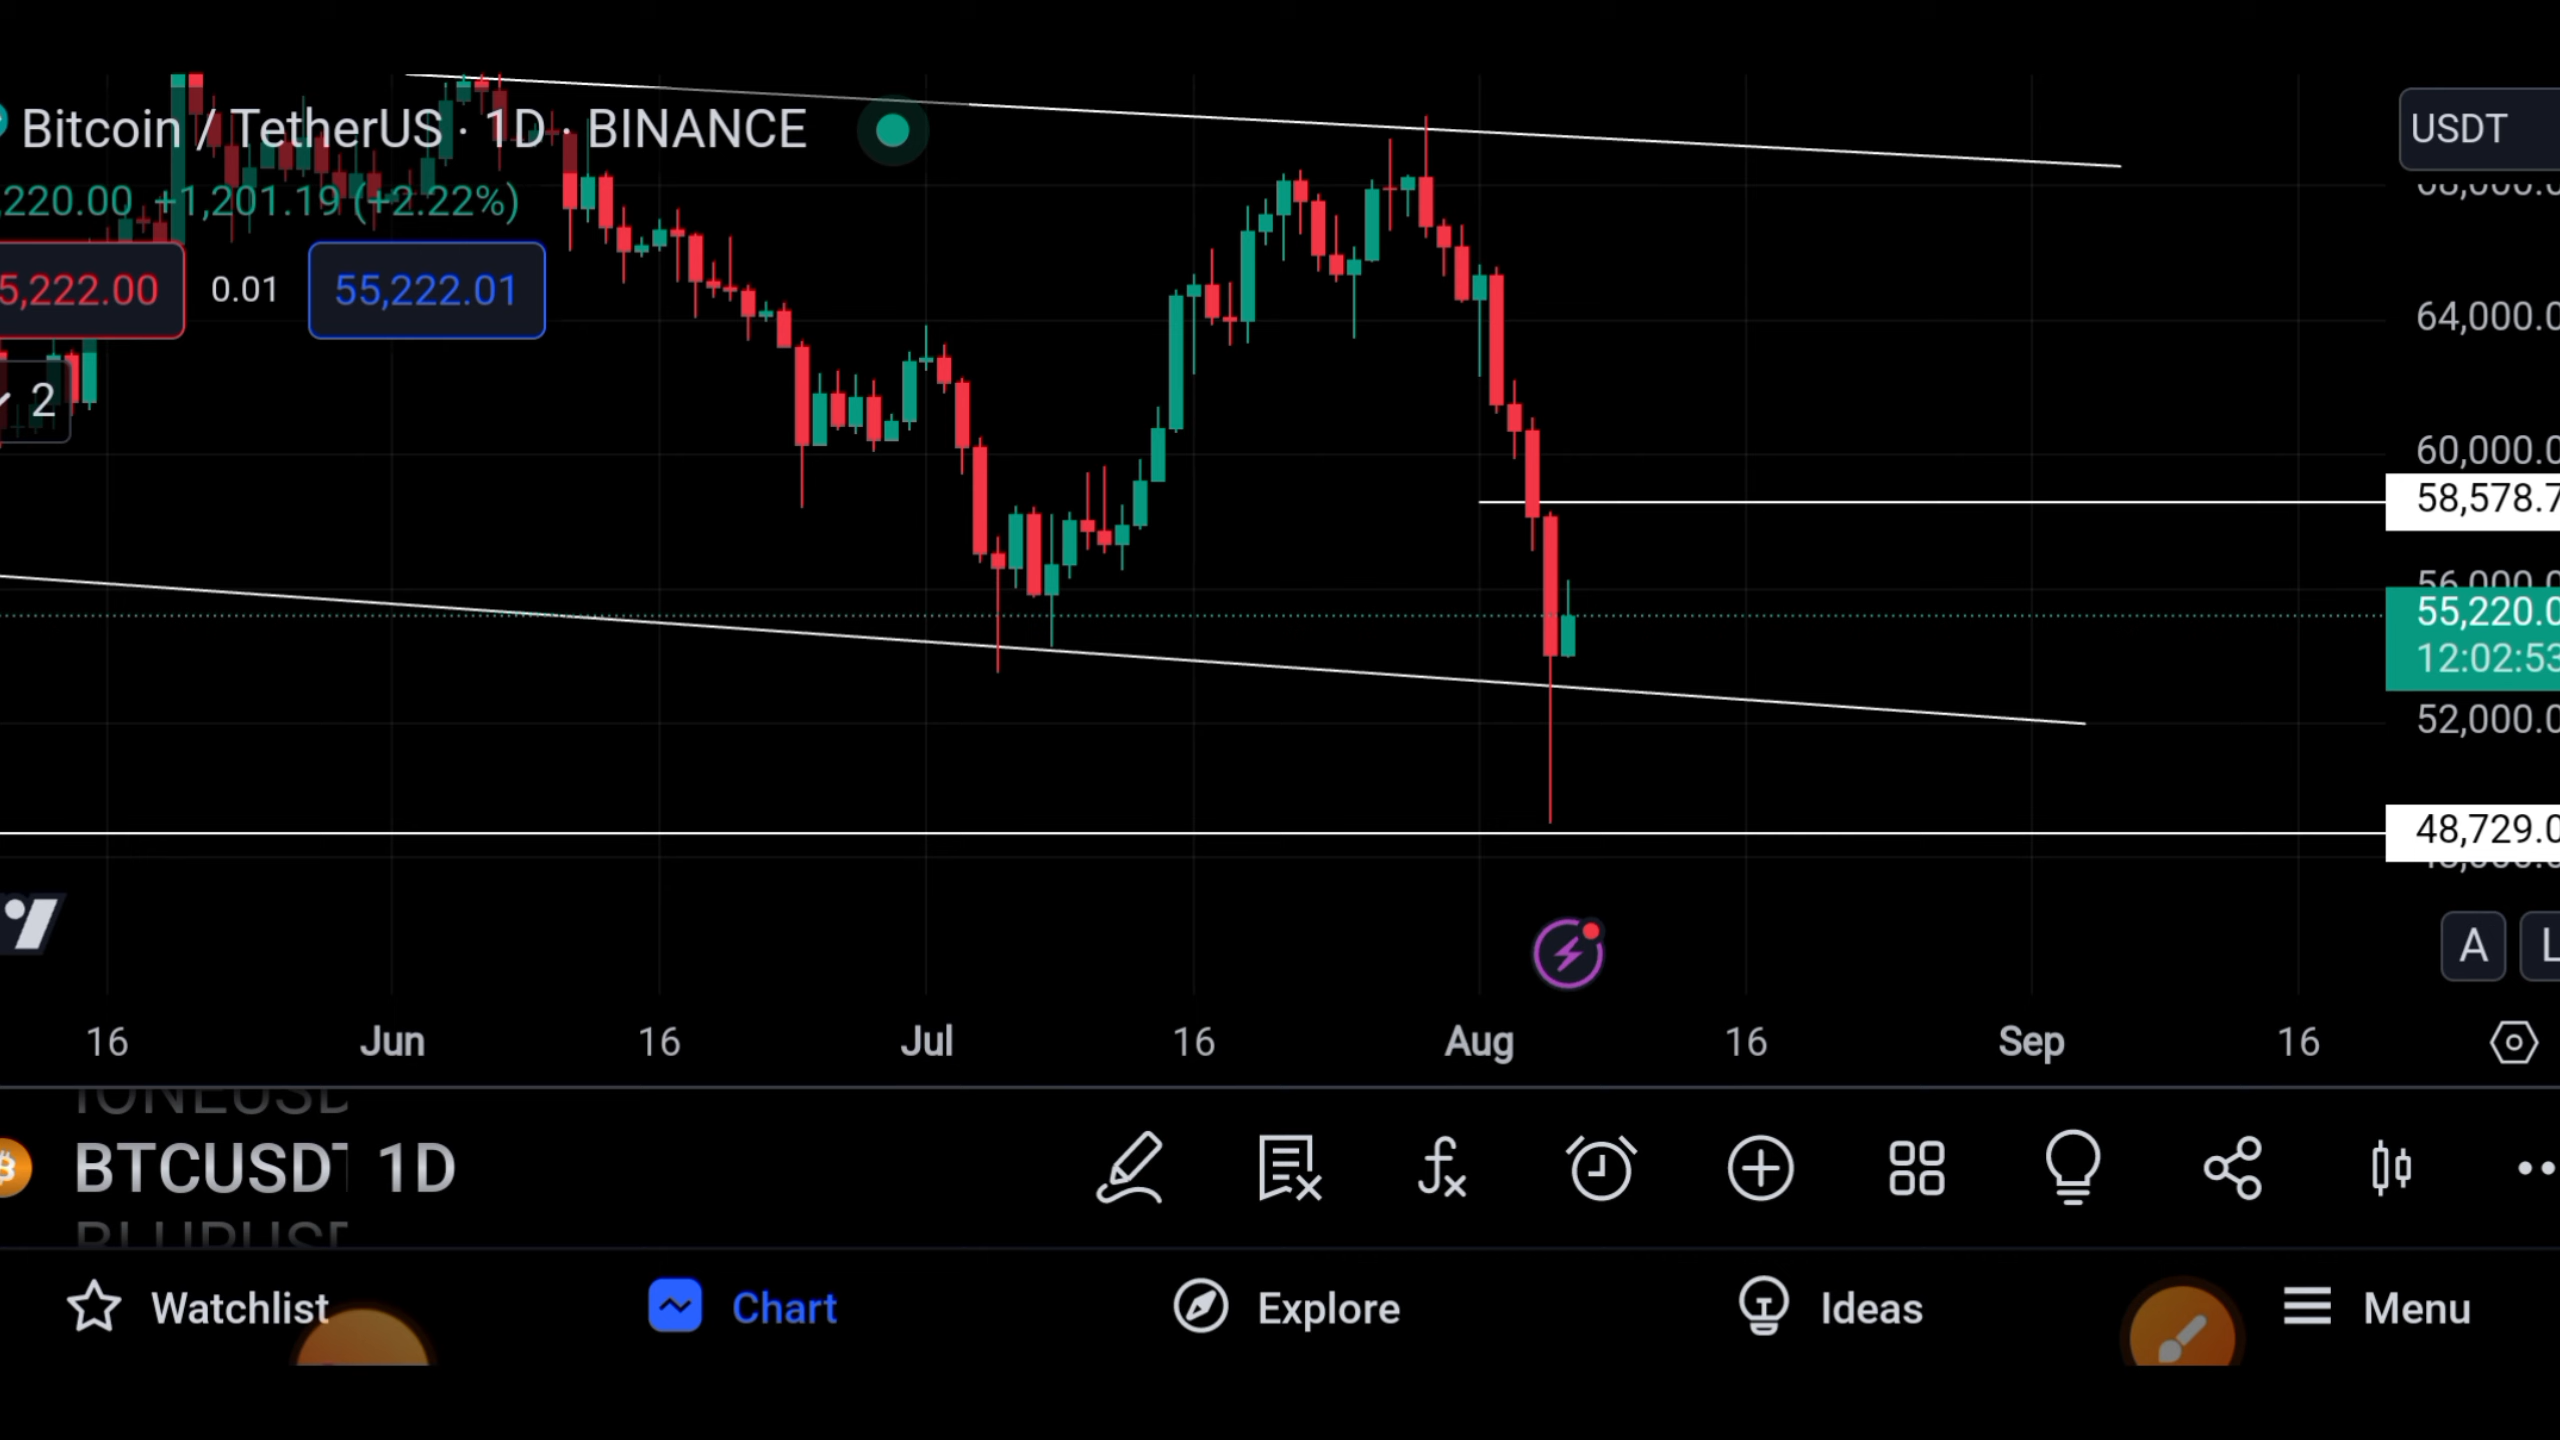 Bitcoin / TetherUS · 1D · BINANCE
USDT
,220.00 +1,201.19 (+2.22%)
5,222.00 0.01 55,222.01
2
64,000.0
60,000.0
58,578.7
56,000.0
55,220.0
12:02:53
52,000.0
48,729.0
A L
16 Jun 16 Jul 16 Aug 16 Sep 16
BTCUSDT 1D
Watchlist Chart Explore Ideas Menu